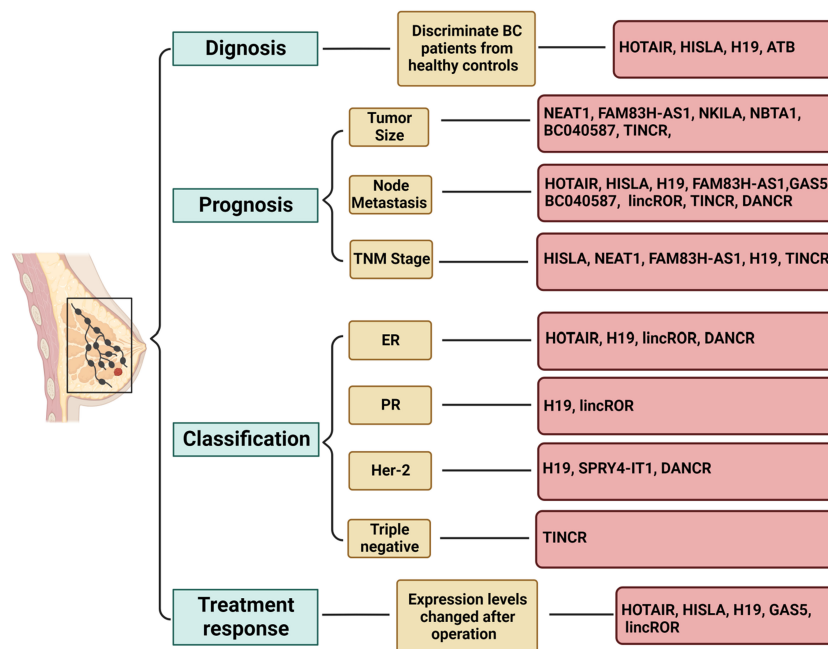 Dignosis
Discriminate BC
patients from
healthy controls
HOTAIR, HISLA, H19, ATB
Prognosis
Tumor
Size
NEAT1, FAM83H-AS1, NKILA, NBTA1,
BC040587, TINCR,
Node
Metastasis
HOTAIR, HISLA, H19, FAM83H-AS1,GAS5
BC040587, lincROR, TINCR, DANCR
TNM Stage
HISLA, NEAT1, FAM83H-AS1, H19, TINCR
Classification
ER
HOTAIR, H19, lincROR, DANCR
PR
H19, lincROR
Her-2
H19, SPRY4-IT1, DANCR
Triple
negative
TINCR
Treatment
response
Expression levels
changed after
operation
HOTAIR, HISLA, H19, GAS5,
lincROR